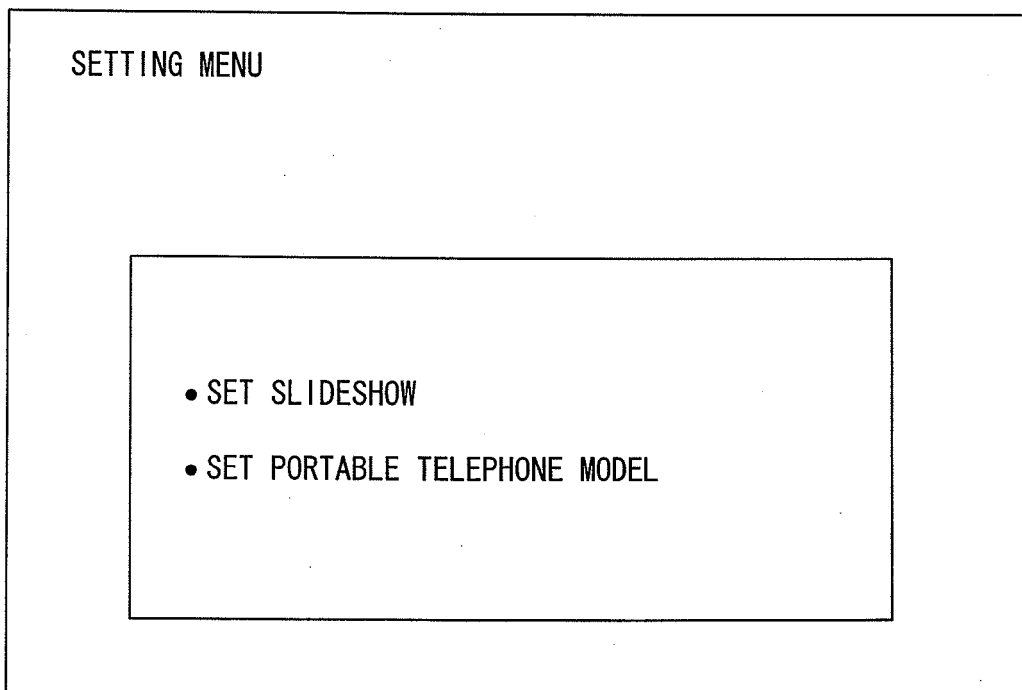 SETTING MENU
• SET SLIDESHOW
• SET PORTABLE TELEPHONE MODEL